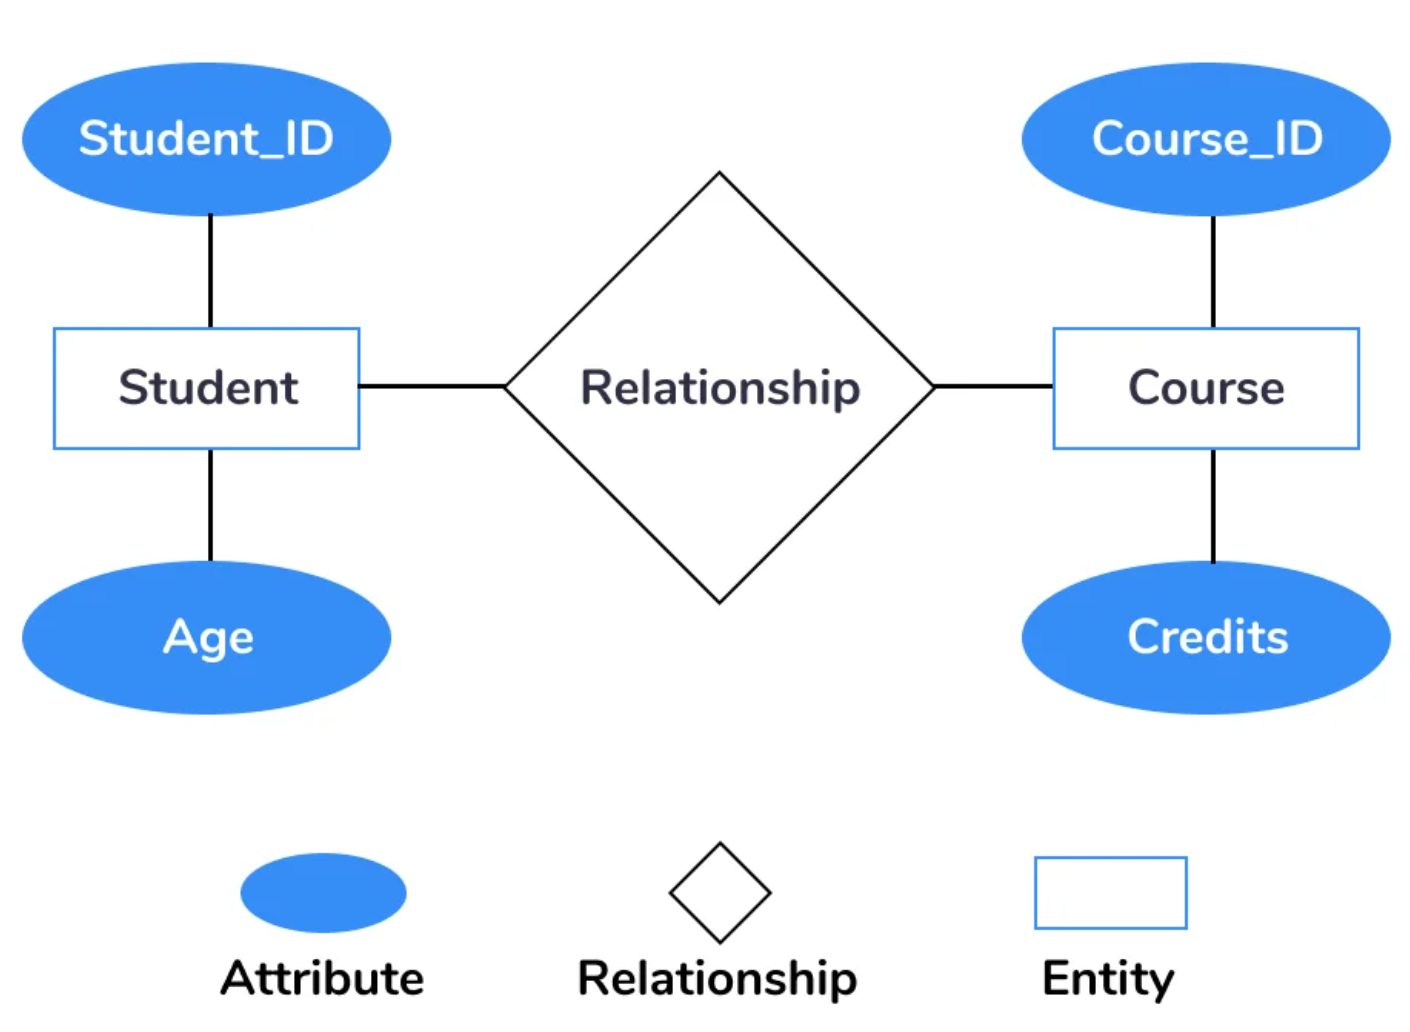 Student_ID
Course_ID
Student
Relationship
Course
Age
Credits
Attribute
Relationship
Entity